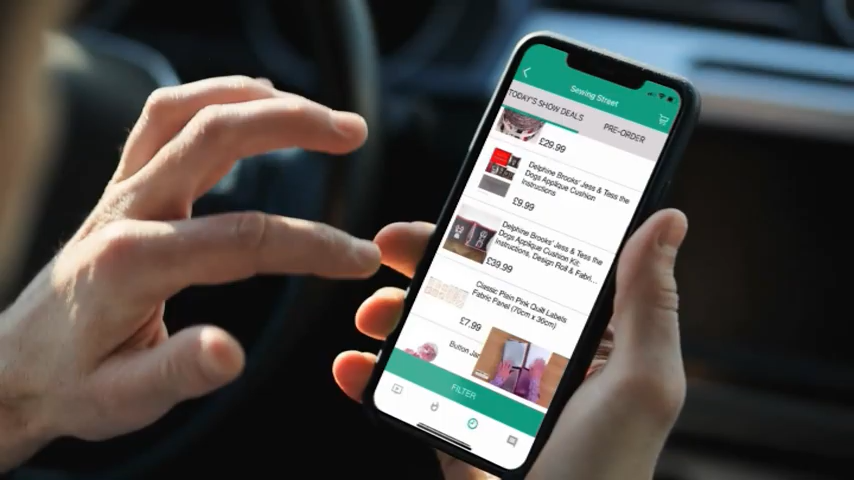 Sewing Street
TODAY'S SHOW DEALS
PRE-ORDER
£29.99
Delphine Brooks' Jess & Tess the
Dogs Applique Cushion
Instructions
£9.99
Delphine Brooks' Jess & Tess the
Dogs Applique Cushion Kit:
Instructions, Design Roll & Fabri...
£39.99
Classic Plain Pink Quilt Labels
Fabric Panel (70cm x 30cm)
£7.99
Button Jar
FILTER